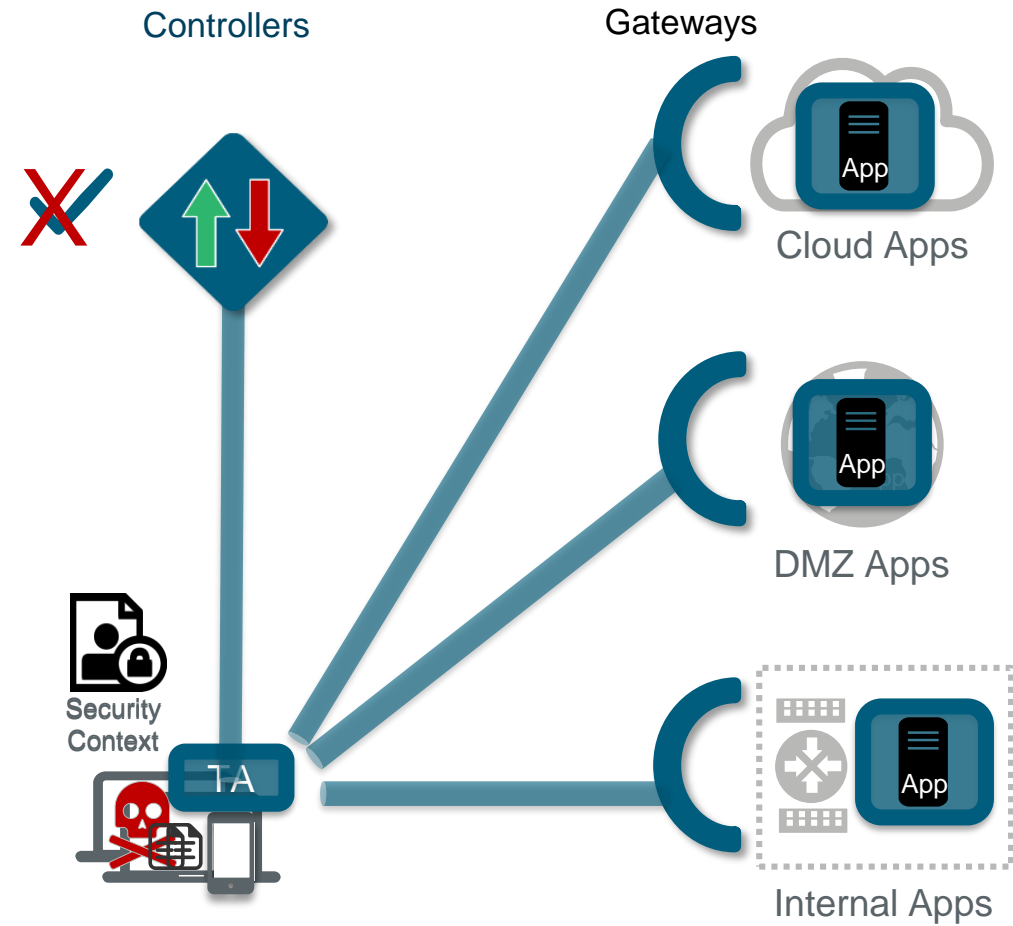 Controllers
Gateways
X
App
Cloud Apps
App
DMZ Apps
Security
Context
TA
App
Internal Apps